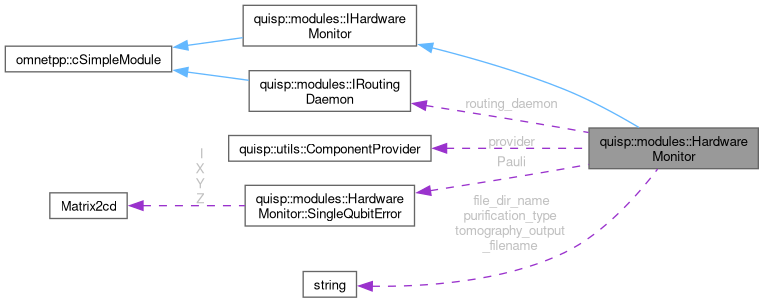 quisp::modules::IHardware
Monitor
omnetpp::cSimpleModule
quisp::modules::IRouting
Daemon
routing_daemon
quisp::modules::Hardware
Monitor
quisp::utils::ComponentProvider
provider
Pauli
I
X
Y
Z
Matrix2cd
quisp::modules::Hardware
Monitor::SingleQubitError
file_dir_name
purification_type
tomography_output
_filename
string